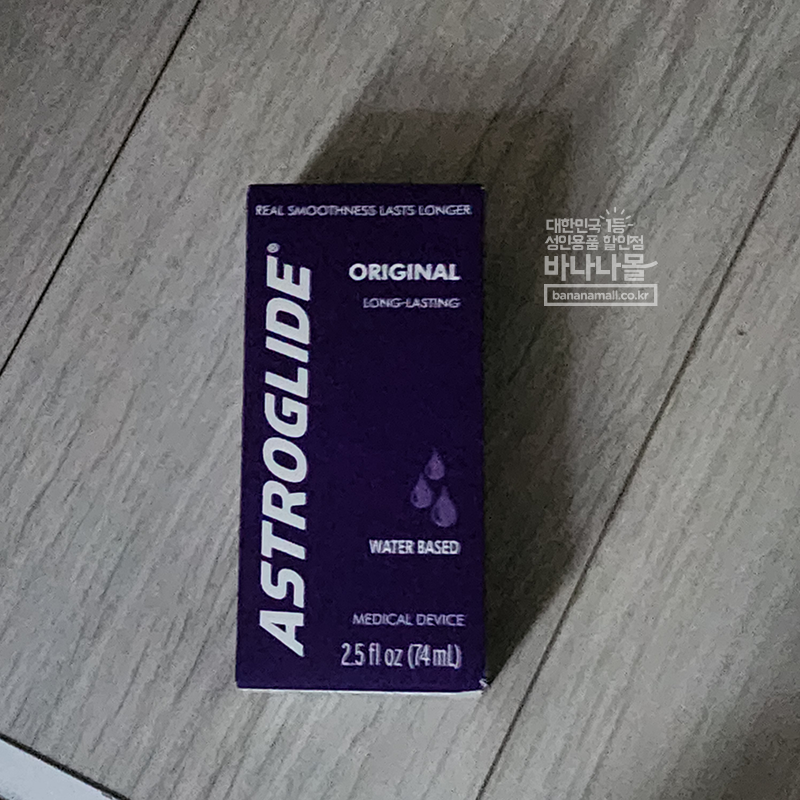 REAL SMOOTHNESS LASTS LONGER
ASTROGLIDE®
ORIGINAL
LONG-LASTING
WATER BASED
MEDICAL DEVICE
2.5 fl oz (74 mL)
대한민국 1등
성인용품 할인점
바나나몰
bananamall.co.kr